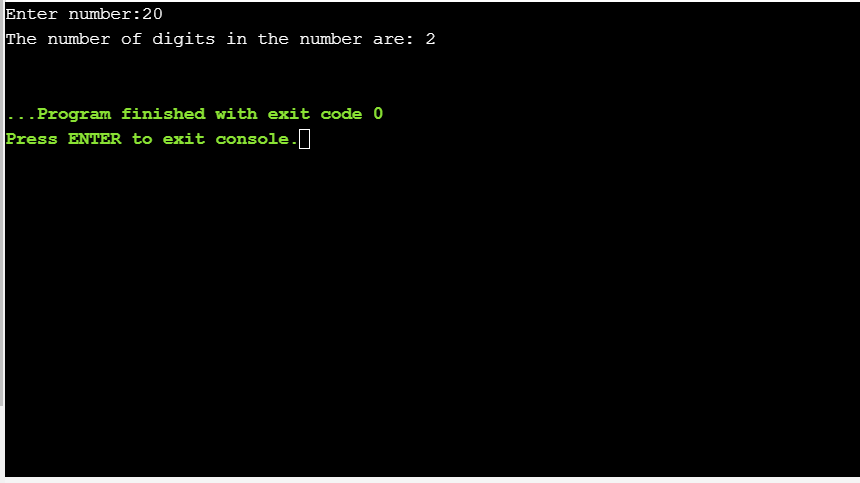 Enter number:20
The number of digits in the number are: 2
...Program finished with exit code 0
Press ENTER to exit console.